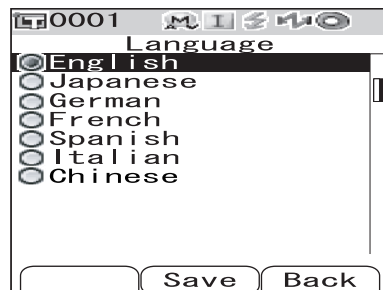 0001 M I
Language
English
Japanese
German
French
Spanish
Italian
Chinese
Save Back